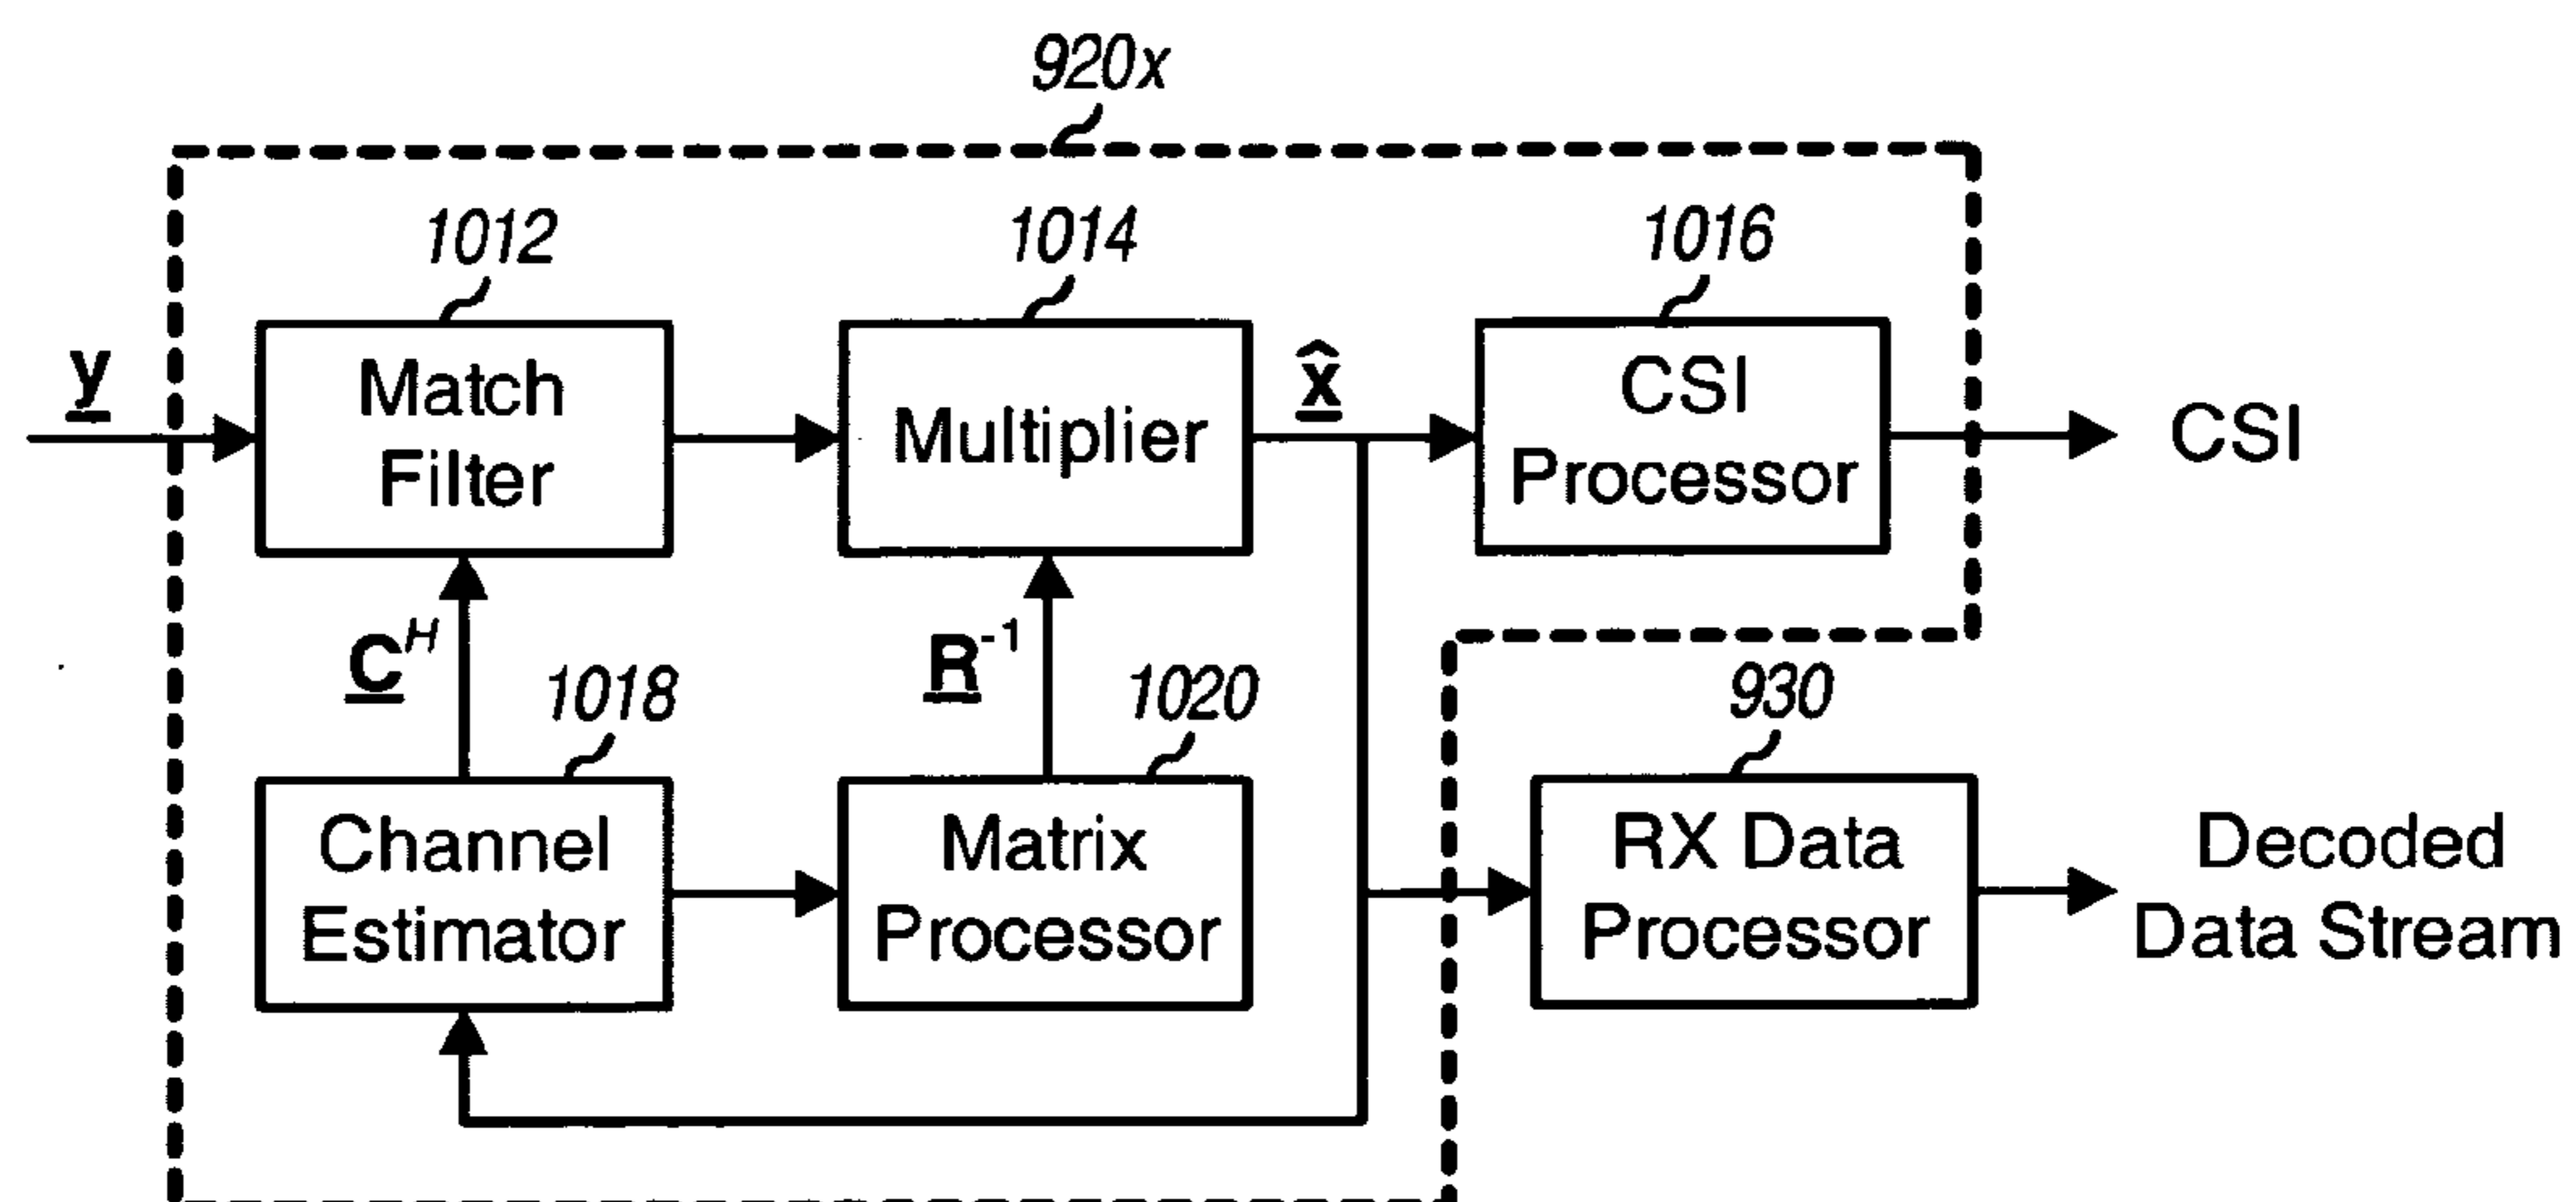 920x
1012
1014
1016
y
Match
Filter
Multiplier
x̂
CSI
Processor
CSI
C^H
R^-1
1018
1020
930
Channel
Estimator
Matrix
Processor
RX Data
Processor
Decoded
Data Stream